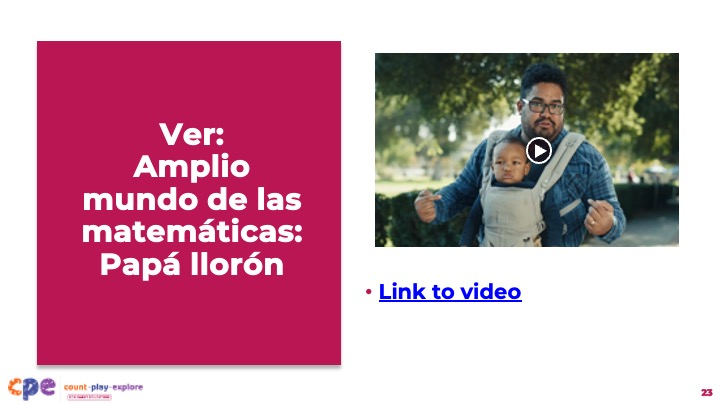 Ver:
Amplio
mundo de las
matemáticas:
Papá llorón
• Link to video
cpe count·play·explore
23